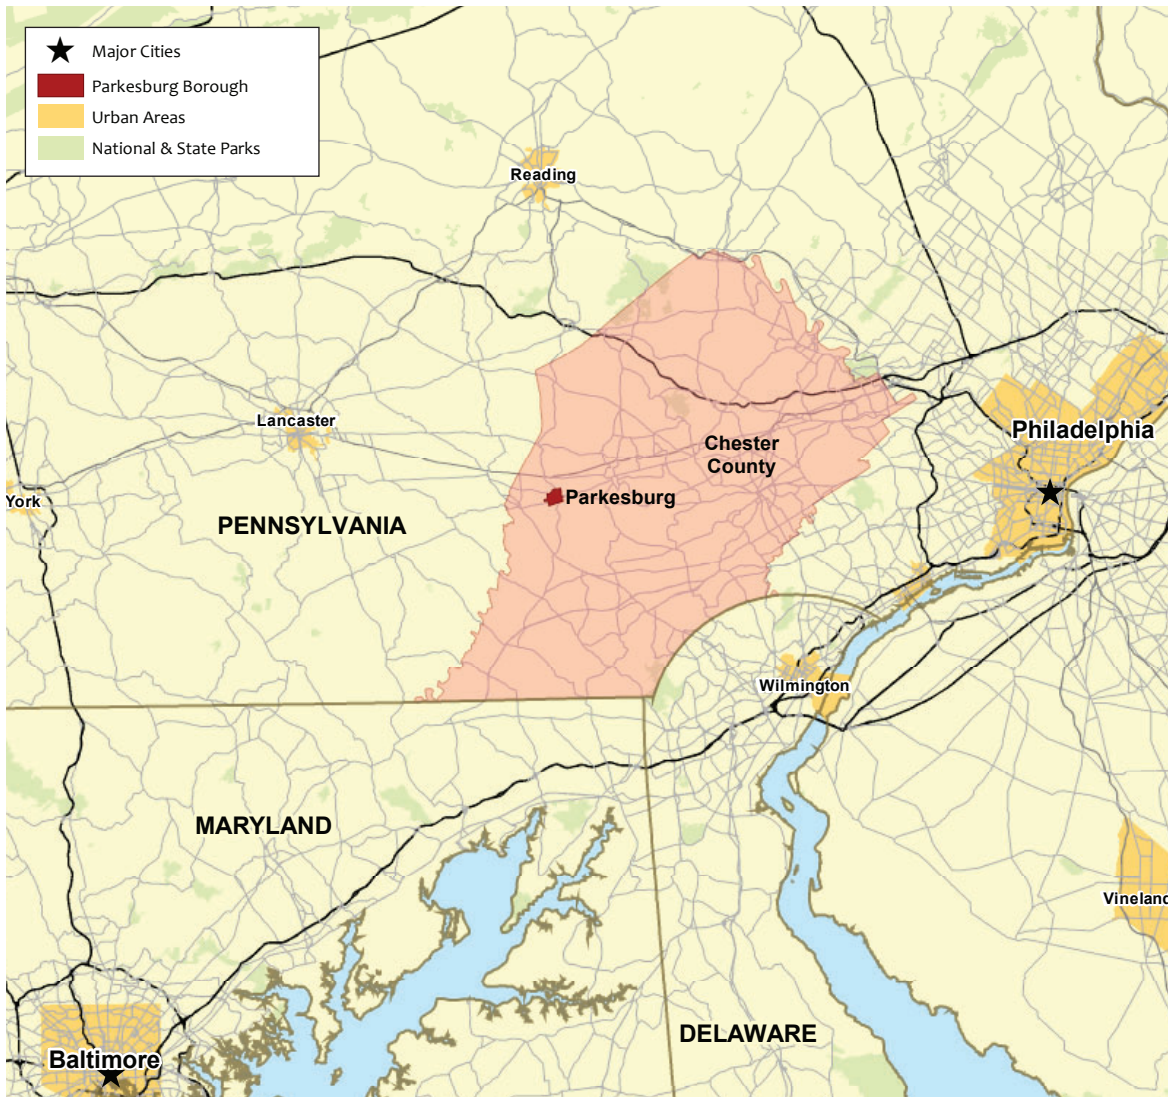 Major Cities
Parkesburg Borough
Urban Areas
National & State Parks
Reading
Lancaster
Philadelphia
Chester
County
York
Parkesburg
PENNSYLVANIA
Wilmington
MARYLAND
Vineland
DELAWARE
Baltimore